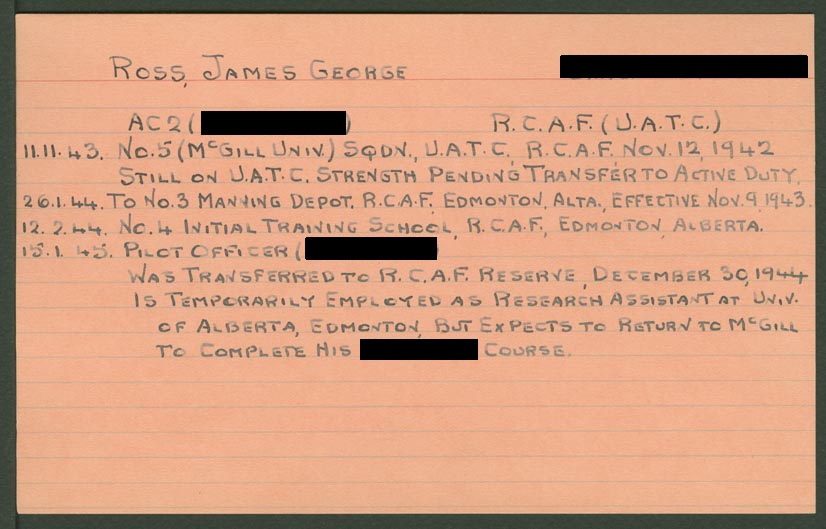 ROSS, JAMES GEORGE
AC2 ( ) R.C.A.F. (U.A.T.C.)
11.11.43. NO.5 (McGILL UNIV.) SQDN., U.A.T.C., R.C.A.F. NOV. 12, 1942
STILL ON U.A.T.C. STRENGTH PENDING TRANSFER TO ACTIVE DUTY.
26.1.44. TO NO.3 MANNING DEPOT, R.C.A.F., EDMONTON, ALTA., EFFECTIVE NOV. 9, 1943.
12.2.44. NO.4 INITIAL TRAINING SCHOOL, R.C.A.F., EDMONTON, ALBERTA.
15.1.45. PILOT OFFICER (
WAS TRANSFERRED TO R.C.A.F. RESERVE, DECEMBER 30, 1944
IS TEMPORARILY EMPLOYED AS RESEARCH ASSISTANT AT UNIV.
OF ALBERTA, EDMONTON, BUT EXPECTS TO RETURN TO McGILL
TO COMPLETE HIS COURSE.